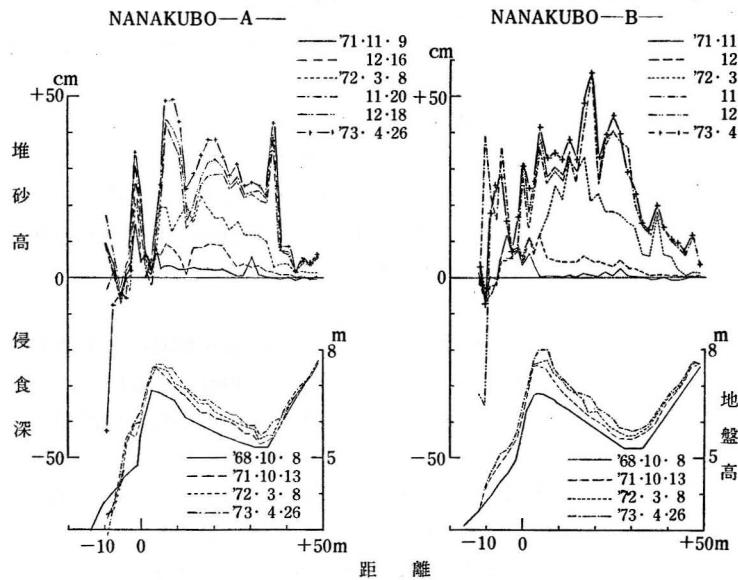 NANAKUBO—A—
'71・11・9
12・16
'72・3・8
11・20
12・18
'73・4・26
cm
+50
0
−50
堆砂高
侵食深
m
8
5
'68・10・8
'71・10・13
'72・3・8
'73・4・26
−10 0 +50m
NANAKUBO—B—
'71・11
12
'72・3
11
12
'73・4
cm
+50
0
−50
m
8
5
地盤高
'68・10・8
'71・10・13
'72・3・8
'73・4・26
−10 0 +50m
距離